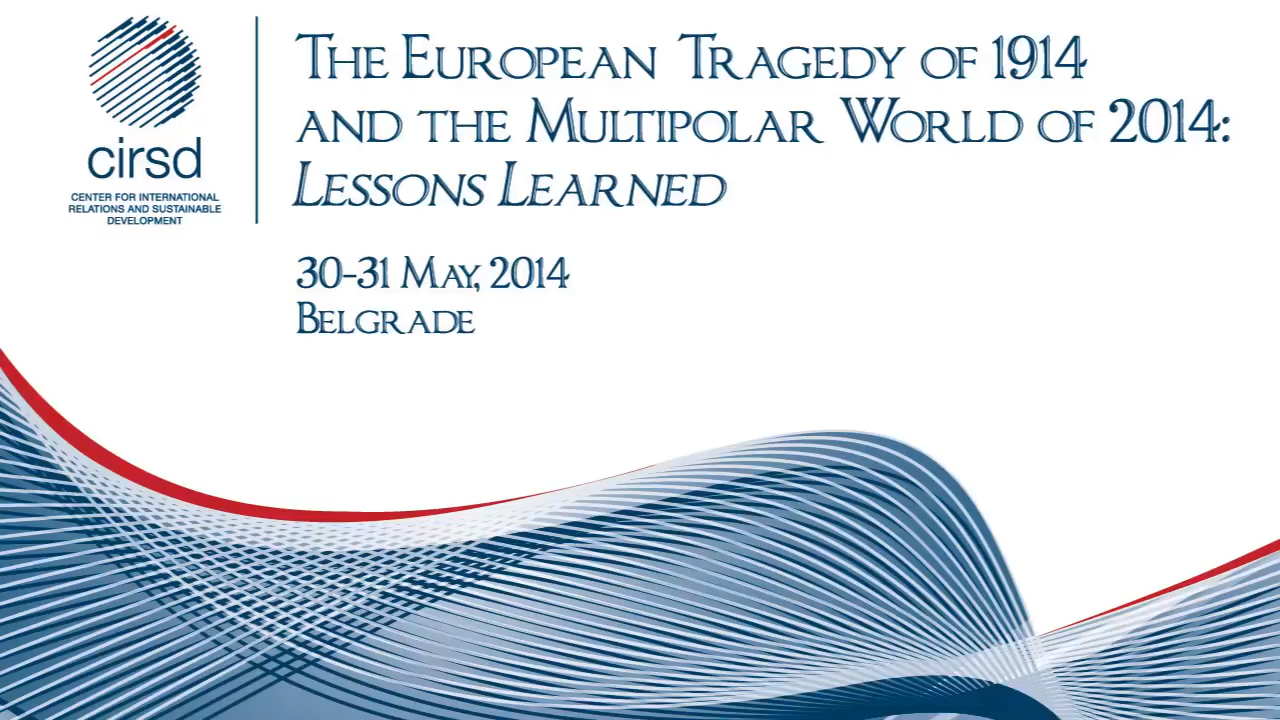 cirsd
CENTER FOR INTERNATIONAL
RELATIONS AND SUSTAINABLE
DEVELOPMENT
THE EUROPEAN TRAGEDY OF 1914
AND THE MULTIPOLAR WORLD OF 2014:
LESSONS LEARNED
30-31 MAY, 2014
BELGRADE